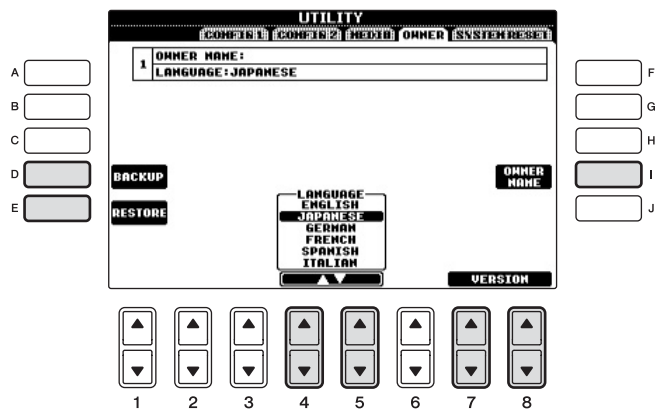 UTILITY
CONFIG 1 CONFIG 2 MEDIA OWNER SYSTEM RESET
1 OWNER NAME:
LANGUAGE:JAPANESE
A
F
B
G
C
H
D
BACKUP
OWNER
NAME
I
E
RESTORE
J
LANGUAGE
ENGLISH
JAPANESE
GERMAN
FRENCH
SPANISH
ITALIAN
VERSION
1 2 3 4 5 6 7 8